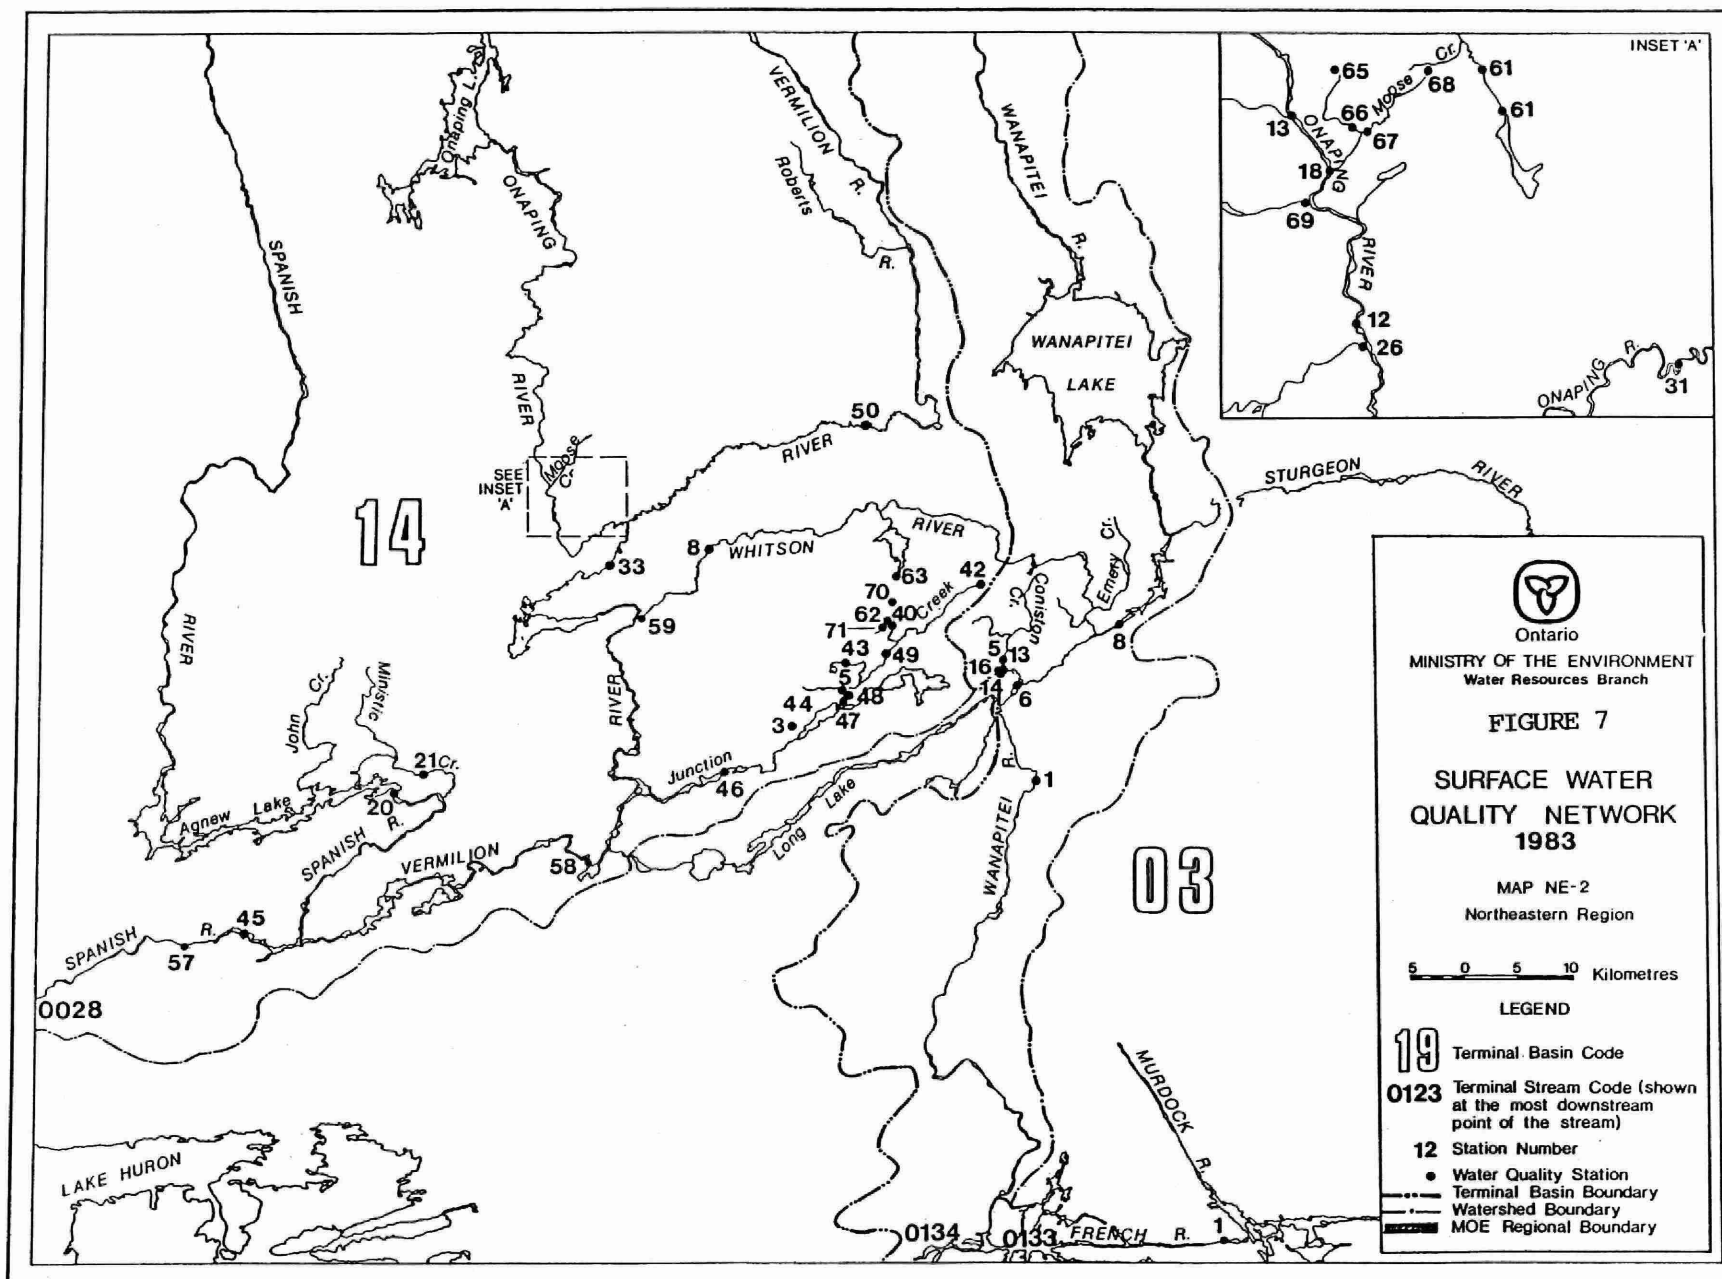 INSET 'A'
65
Moose Cr.
68
61
61
66
67
13
ONAPING
18
69
RIVER
12
26
ONAPING R.
31
Onaping L.
ONAPING
RIVER
SPANISH
RIVER
VERMILION
R.
Roberts
R.
WANAPITEI
R.
WANAPITEI
LAKE
50
RIVER
Moose
Cr.
SEE
INSET
'A'
14
33
8
WHITSON
RIVER
63
42
70
Creek
62
40
71
59
43
49
5
48
44
47
3
RIVER
Junction
46
Coniston
Cr.
Emery Cr.
8
5
13
16
14
6
STURGEON
RIVER
John
Cr.
Ministic
21 Cr.
20
Agnew Lake
SPANISH R.
VERMILION
58
Long Lake
R.
1
WANAPITEI
03
SPANISH R.
45
57
0028
LAKE HURON
MURDOCK
R.
0134
0133
FRENCH R.
1
Ontario
MINISTRY OF THE ENVIRONMENT
Water Resources Branch
FIGURE 7
SURFACE WATER
QUALITY NETWORK
1983
MAP NE-2
Northeastern Region
5 0 5 10 Kilometres
LEGEND
19 Terminal Basin Code
0123 Terminal Stream Code (shown
at the most downstream
point of the stream)
12 Station Number
Water Quality Station
Terminal Basin Boundary
Watershed Boundary
MOE Regional Boundary